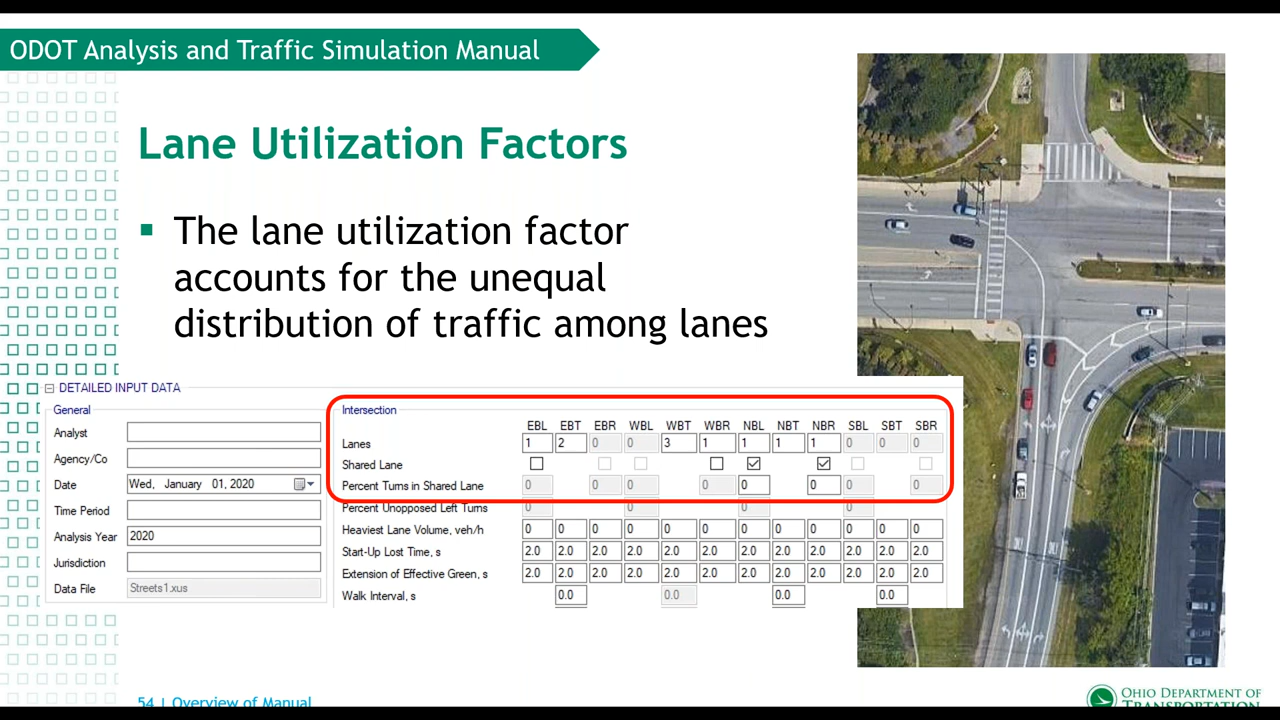 ODOT Analysis and Traffic Simulation Manual
Lane Utilization Factors
The lane utilization factor
accounts for the unequal
distribution of traffic among lanes
DETAILED INPUT DATA
General
Analyst
Agency/Co
Date Wed, January 01, 2020
Time Period
Analysis Year 2020
Jurisdiction
Data File Streets1.xus
Intersection
EBL EBT EBR WBL WBT WBR NBL NBT NBR SBL SBT SBR
Lanes 1 2 0 0 3 1 1 1 1 0 0 0
Shared Lane
Percent Turns in Shared Lane 0 0 0 0 0 0 0 0
Percent Unopposed Left Turns 0 0 0 0
Heaviest Lane Volume, veh/h 0 0 0 0 0 0 0 0 0 0 0 0
Start-Up Lost Time, s 2.0 2.0 2.0 2.0 2.0 2.0 2.0 2.0 2.0 2.0 2.0 2.0
Extension of Effective Green, s 2.0 2.0 2.0 2.0 2.0 2.0 2.0 2.0 2.0 2.0 2.0 2.0
Walk Interval, s 0.0 0.0 0.0 0.0
54 | Overview of Manual
OHIO DEPARTMENT OF
TRANSPORTATION